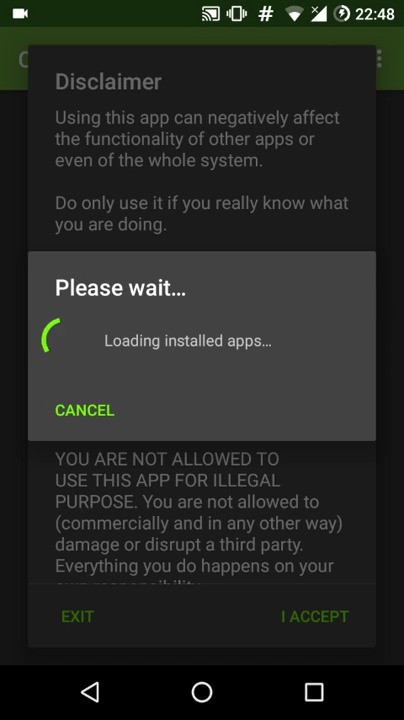 22:48
Disclaimer
Using this app can negatively affect
the functionality of other apps or
even of the whole system.
Do only use it if you really know what
you are doing.
Please wait…
Loading installed apps…
CANCEL
YOU ARE NOT ALLOWED TO
USE THIS APP FOR ILLEGAL
PURPOSE. You are not allowed to
(commercially and in any other way)
damage or disrupt a third party.
Everything you do happens on your
own responsibility
EXIT
I ACCEPT